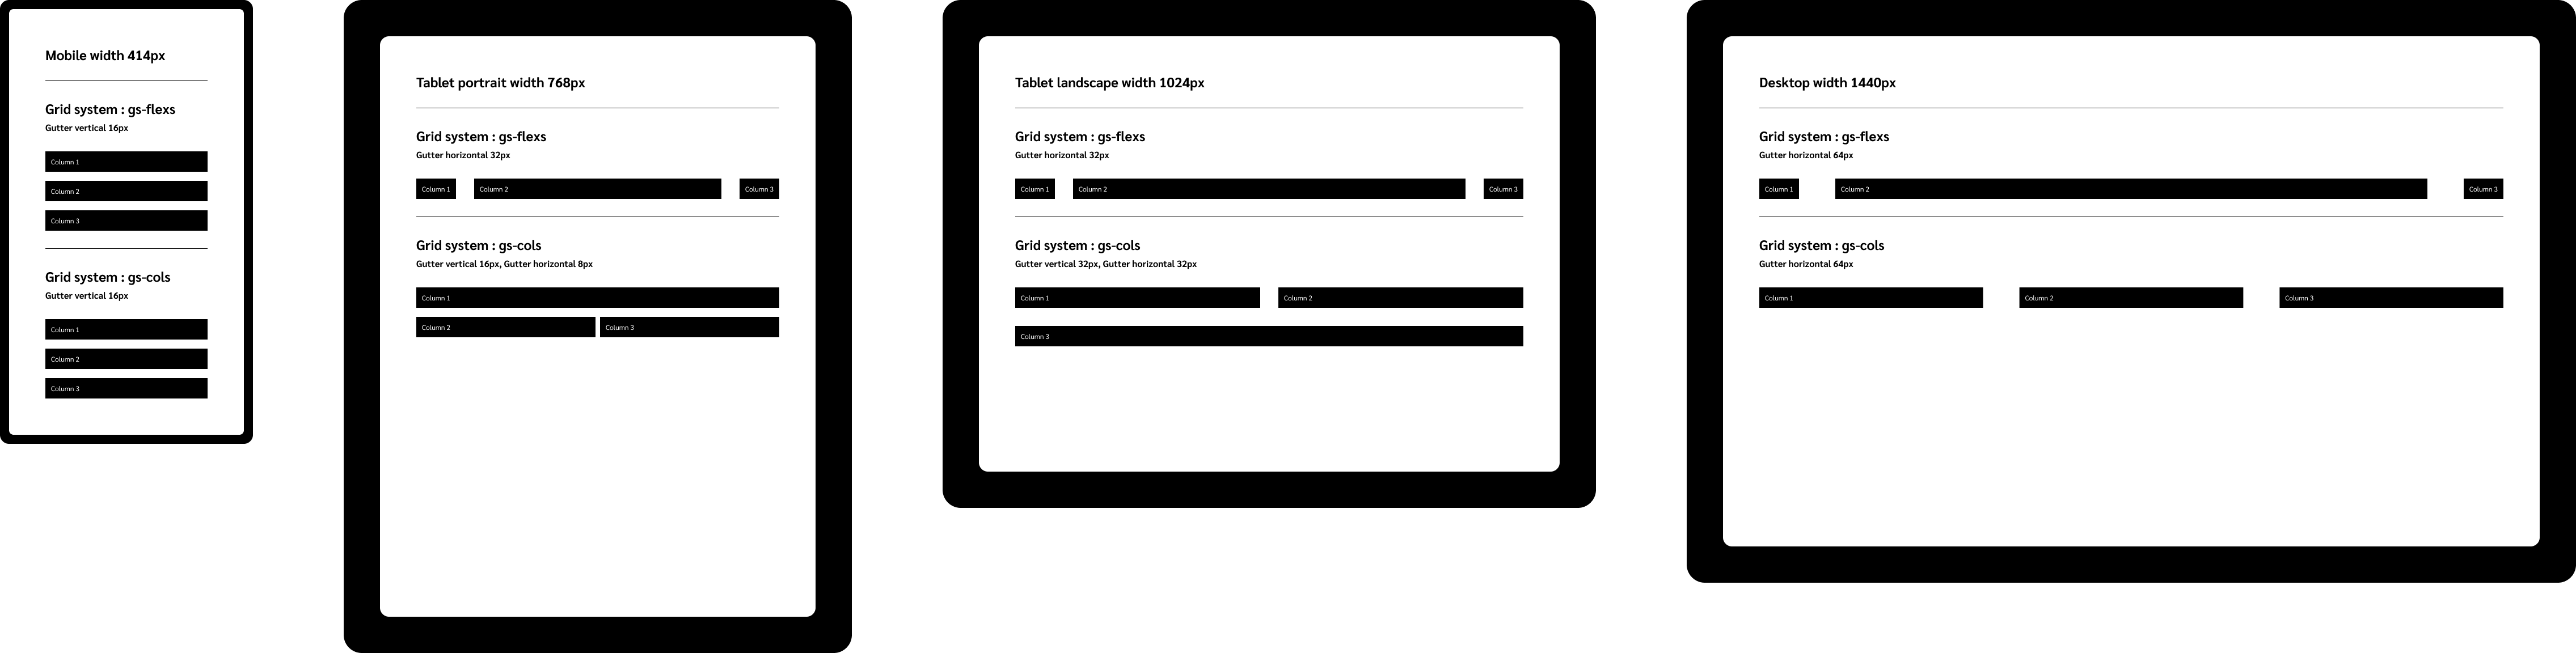 Mobile width 414px
Grid system : gs-flexs
Gutter vertical 16px
Column 1
Column 2
Column 3
Grid system : gs-cols
Gutter vertical 16px
Column 1
Column 2
Column 3
Tablet portrait width 768px
Grid system : gs-flexs
Gutter horizontal 32px
Column 1 Column 2 Column 3
Grid system : gs-cols
Gutter vertical 16px, Gutter horizontal 8px
Column 1
Column 2 Column 3
Tablet landscape width 1024px
Grid system : gs-flexs
Gutter horizontal 32px
Column 1 Column 2 Column 3
Grid system : gs-cols
Gutter vertical 32px, Gutter horizontal 32px
Column 1 Column 2
Column 3
Desktop width 1440px
Grid system : gs-flexs
Gutter horizontal 64px
Column 1 Column 2 Column 3
Grid system : gs-cols
Gutter horizontal 64px
Column 1 Column 2 Column 3